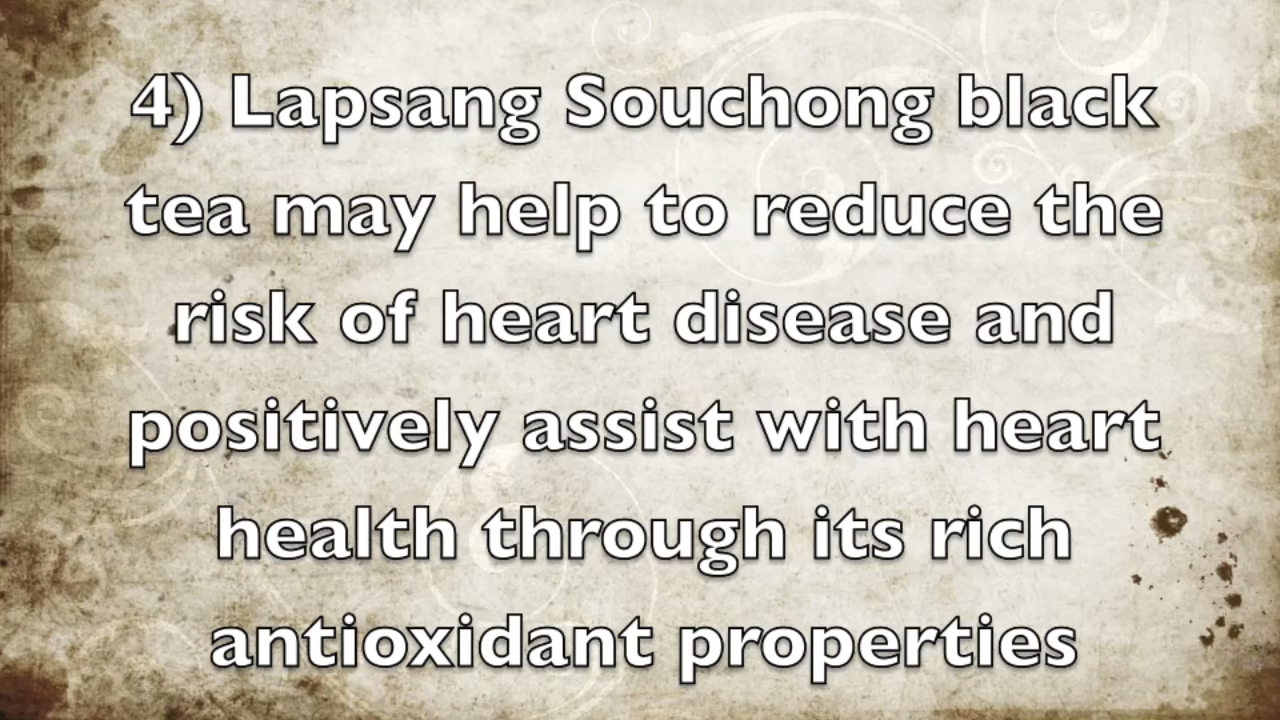 4) Lapsang Souchong black
tea may help to reduce the
risk of heart disease and
positively assist with heart
health through its rich
antioxidant properties